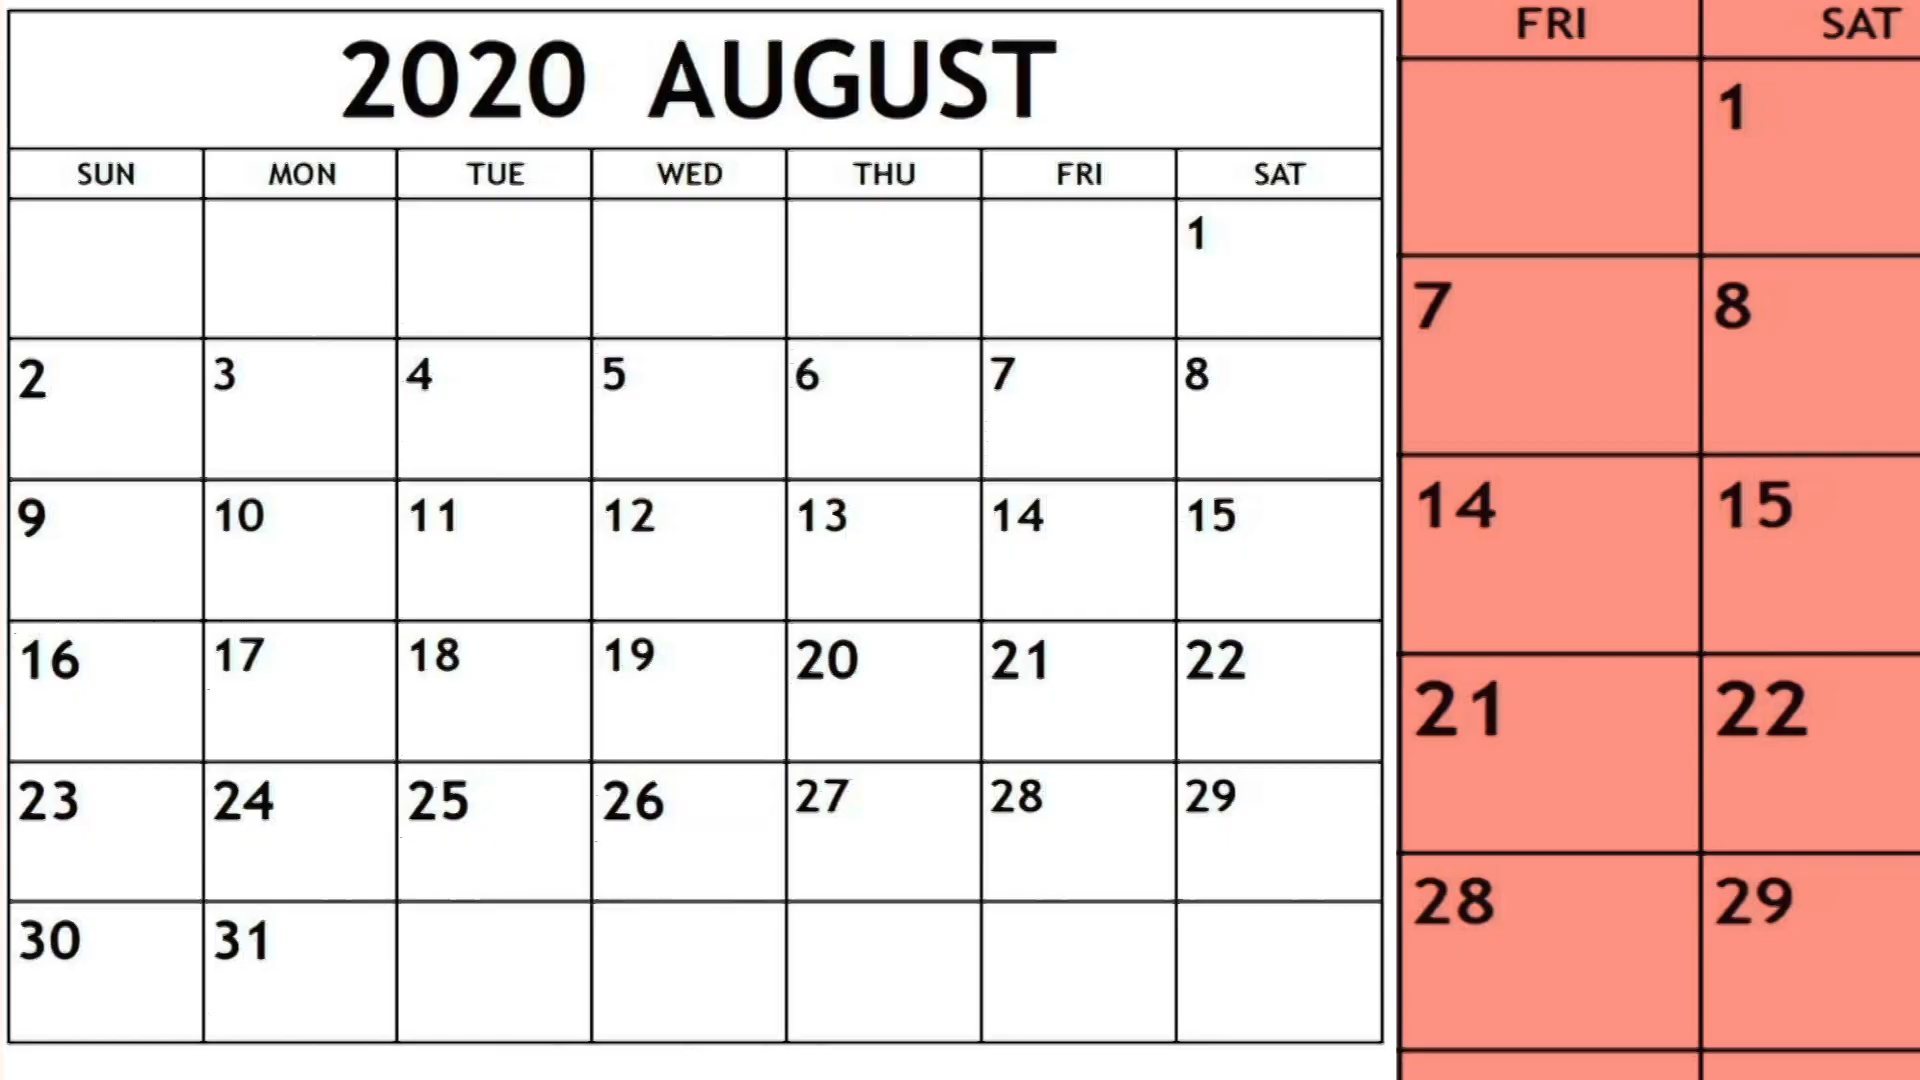 2020 AUGUST
SUN MON TUE WED THU FRI SAT
1
2 3 4 5 6 7 8
9 10 11 12 13 14 15
16 17 18 19 20 21 22
23 24 25 26 27 28 29
30 31
FRI SAT
1
7 8
14 15
21 22
28 29